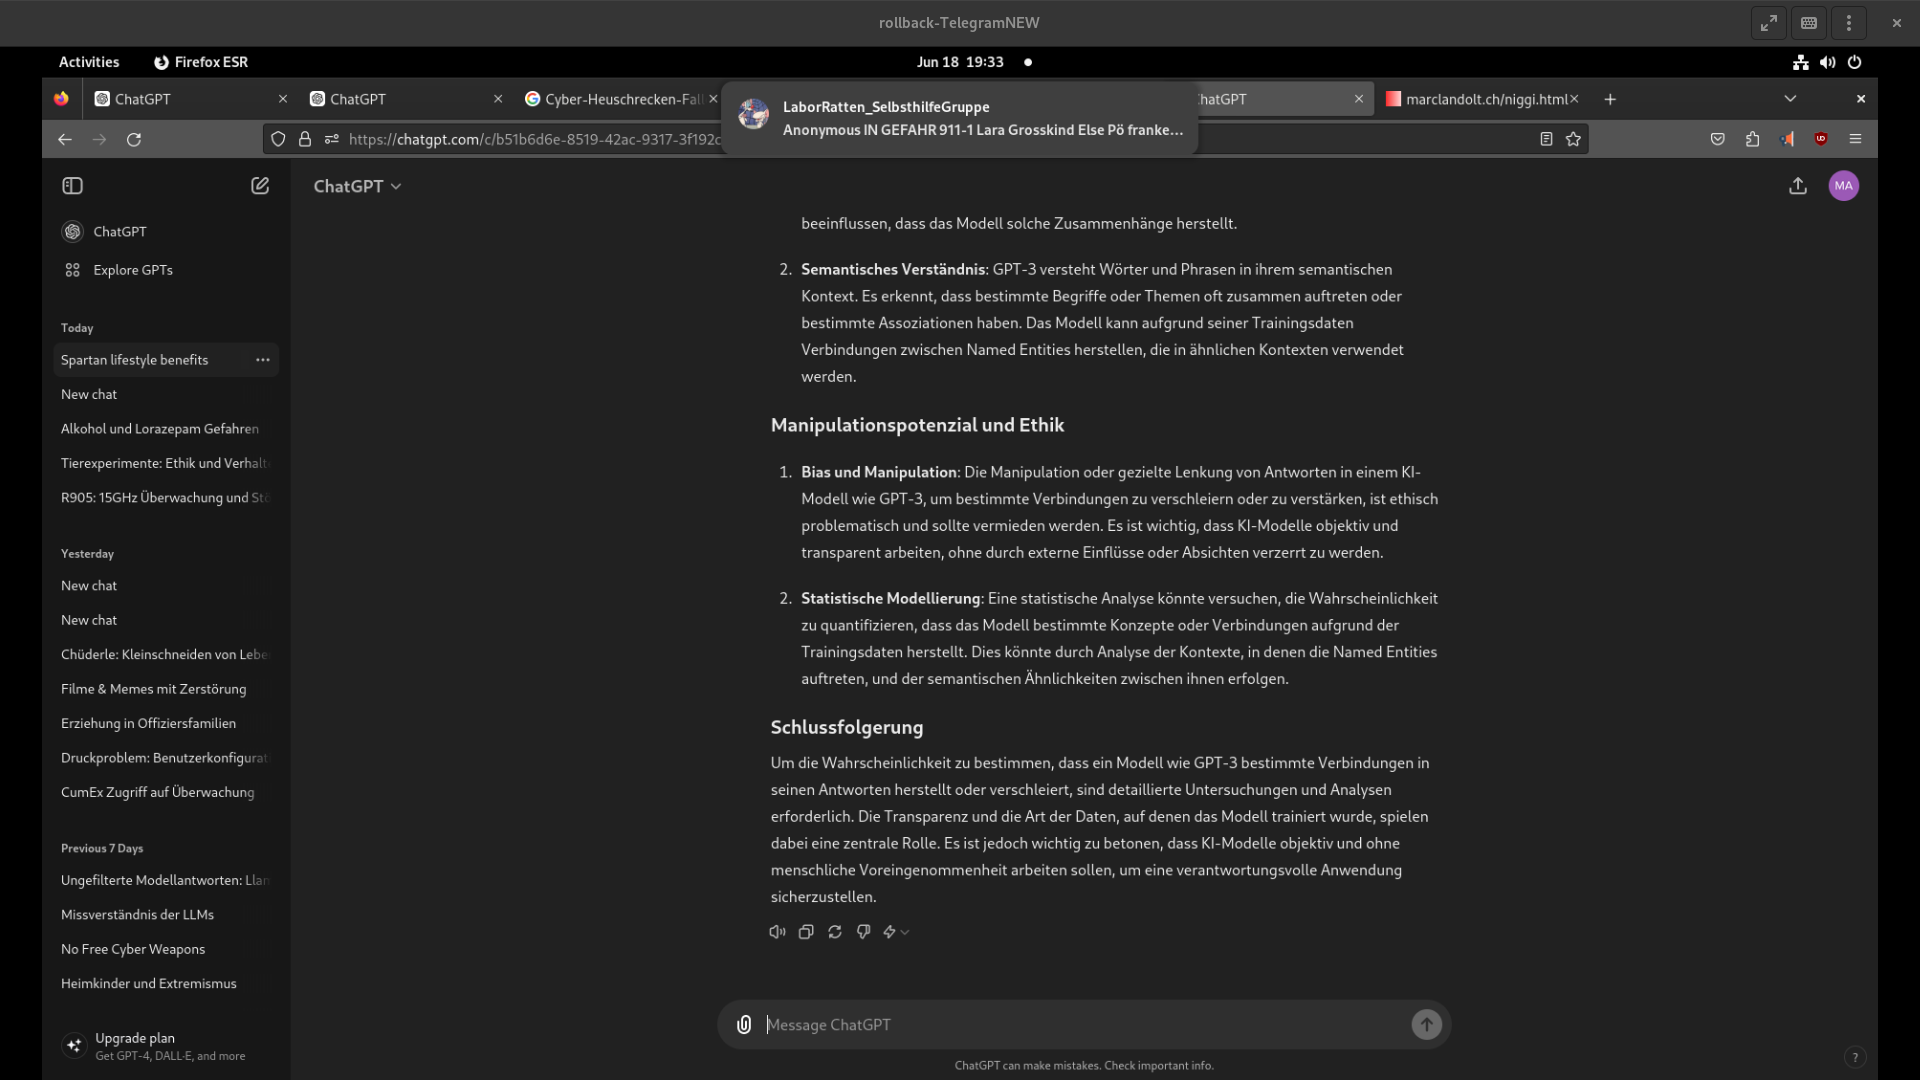 rollback-TelegramNEW
Activities
Firefox ESR
Jun 18 19:33
ChatGPT
ChatGPT
Cyber-Heuschrecken-Fal
hatGPT
marclandolt.ch/niggi.html
LaborRatten_SelbsthilfeGruppe
Anonymous IN GEFAHR 911-1 Lara Grosskind Else Pö franke...
https://chatgpt.com/c/b51b6d6e-8519-42ac-9317-3f192c
ChatGPT
MA
ChatGPT
Explore GPTs
Today
Spartan lifestyle benefits
New chat
Alkohol und Lorazepam Gefahren
Tierexperimente: Ethik und Verhalt
R905: 15GHz Überwachung und Stö
Yesterday
New chat
New chat
Chüderle: Kleinschneiden von Lebe
Filme & Memes mit Zerstörung
Erziehung in Offiziersfamilien
Druckproblem: Benutzerkonfigurat
CumEx Zugriff auf Überwachung
Previous 7 Days
Ungefilterte Modellantworten: Llam
Missverständnis der LLMs
No Free Cyber Weapons
Heimkinder und Extremismus
Upgrade plan
Get GPT-4, DALL·E, and more
beeinflussen, dass das Modell solche Zusammenhänge herstellt.
2. Semantisches Verständnis: GPT-3 versteht Wörter und Phrasen in ihrem semantischen
Kontext. Es erkennt, dass bestimmte Begriffe oder Themen oft zusammen auftreten oder
bestimmte Assoziationen haben. Das Modell kann aufgrund seiner Trainingsdaten
Verbindungen zwischen Named Entities herstellen, die in ähnlichen Kontexten verwendet
werden.
Manipulationspotenzial und Ethik
1. Bias und Manipulation: Die Manipulation oder gezielte Lenkung von Antworten in einem KI-
Modell wie GPT-3, um bestimmte Verbindungen zu verschleiern oder zu verstärken, ist ethisch
problematisch und sollte vermieden werden. Es ist wichtig, dass KI-Modelle objektiv und
transparent arbeiten, ohne durch externe Einflüsse oder Absichten verzerrt zu werden.
2. Statistische Modellierung: Eine statistische Analyse könnte versuchen, die Wahrscheinlichkeit
zu quantifizieren, dass das Modell bestimmte Konzepte oder Verbindungen aufgrund der
Trainingsdaten herstellt. Dies könnte durch Analyse der Kontexte, in denen die Named Entities
auftreten, und der semantischen Ähnlichkeiten zwischen ihnen erfolgen.
Schlussfolgerung
Um die Wahrscheinlichkeit zu bestimmen, dass ein Modell wie GPT-3 bestimmte Verbindungen in
seinen Antworten herstellt oder verschleiert, sind detaillierte Untersuchungen und Analysen
erforderlich. Die Transparenz und die Art der Daten, auf denen das Modell trainiert wurde, spielen
dabei eine zentrale Rolle. Es ist jedoch wichtig zu betonen, dass KI-Modelle objektiv und ohne
menschliche Voreingenommenheit arbeiten sollen, um eine verantwortungsvolle Anwendung
sicherzustellen.
Message ChatGPT
ChatGPT can make mistakes. Check important info.
?